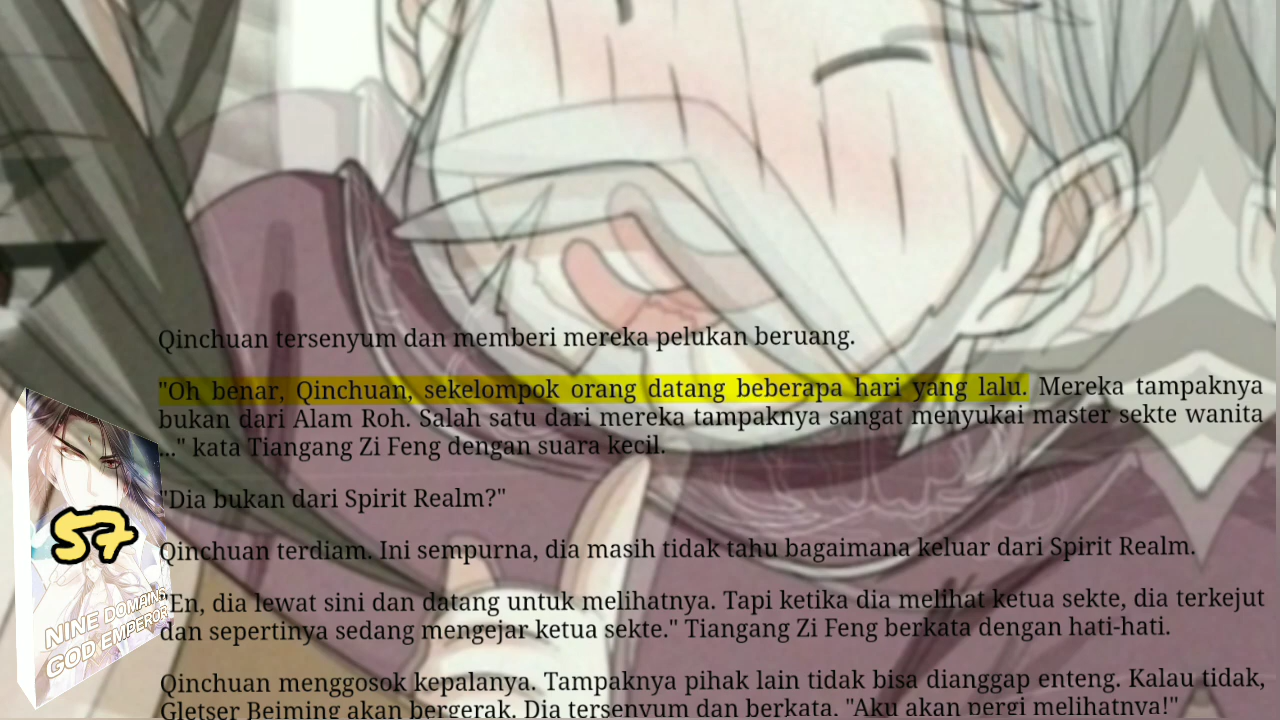 Qinchuan tersenyum dan memberi mereka pelukan beruang.
"Oh benar, Qinchuan, sekelompok orang datang beberapa hari yang lalu. Mereka tampaknya
bukan dari Alam Roh. Salah satu dari mereka tampaknya sangat menyukai master sekte wanita
..." kata Tiangang Zi Feng dengan suara kecil.
"Dia bukan dari Spirit Realm?"
Qinchuan terdiam. Ini sempurna, dia masih tidak tahu bagaimana keluar dari Spirit Realm.
"En, dia lewat sini dan datang untuk melihatnya. Tapi ketika dia melihat ketua sekte, dia terkejut
dan sepertinya sedang mengejar ketua sekte." Tiangang Zi Feng berkata dengan hati-hati.
Qinchuan menggosok kepalanya. Tampaknya pihak lain tidak bisa dianggap enteng. Kalau tidak,
Gletser Beiming akan bergerak. Dia tersenyum dan berkata, "Aku akan pergi melihatnya!"
57
NINE DOMAINS
GOD EMPEROR